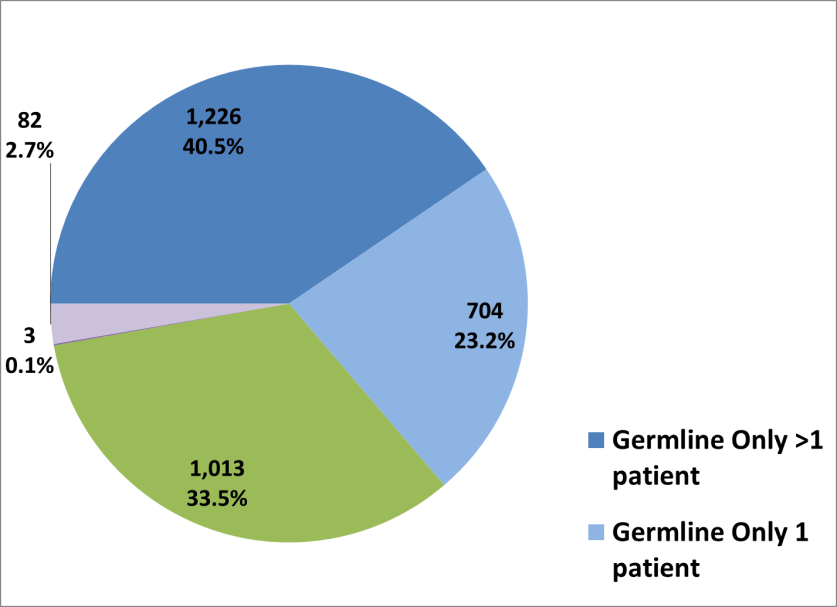 1,226
40.5%
82
2.7%
704
23.2%
3
0.1%
1,013
33.5%
Germline Only >1
patient
Germline Only 1
patient